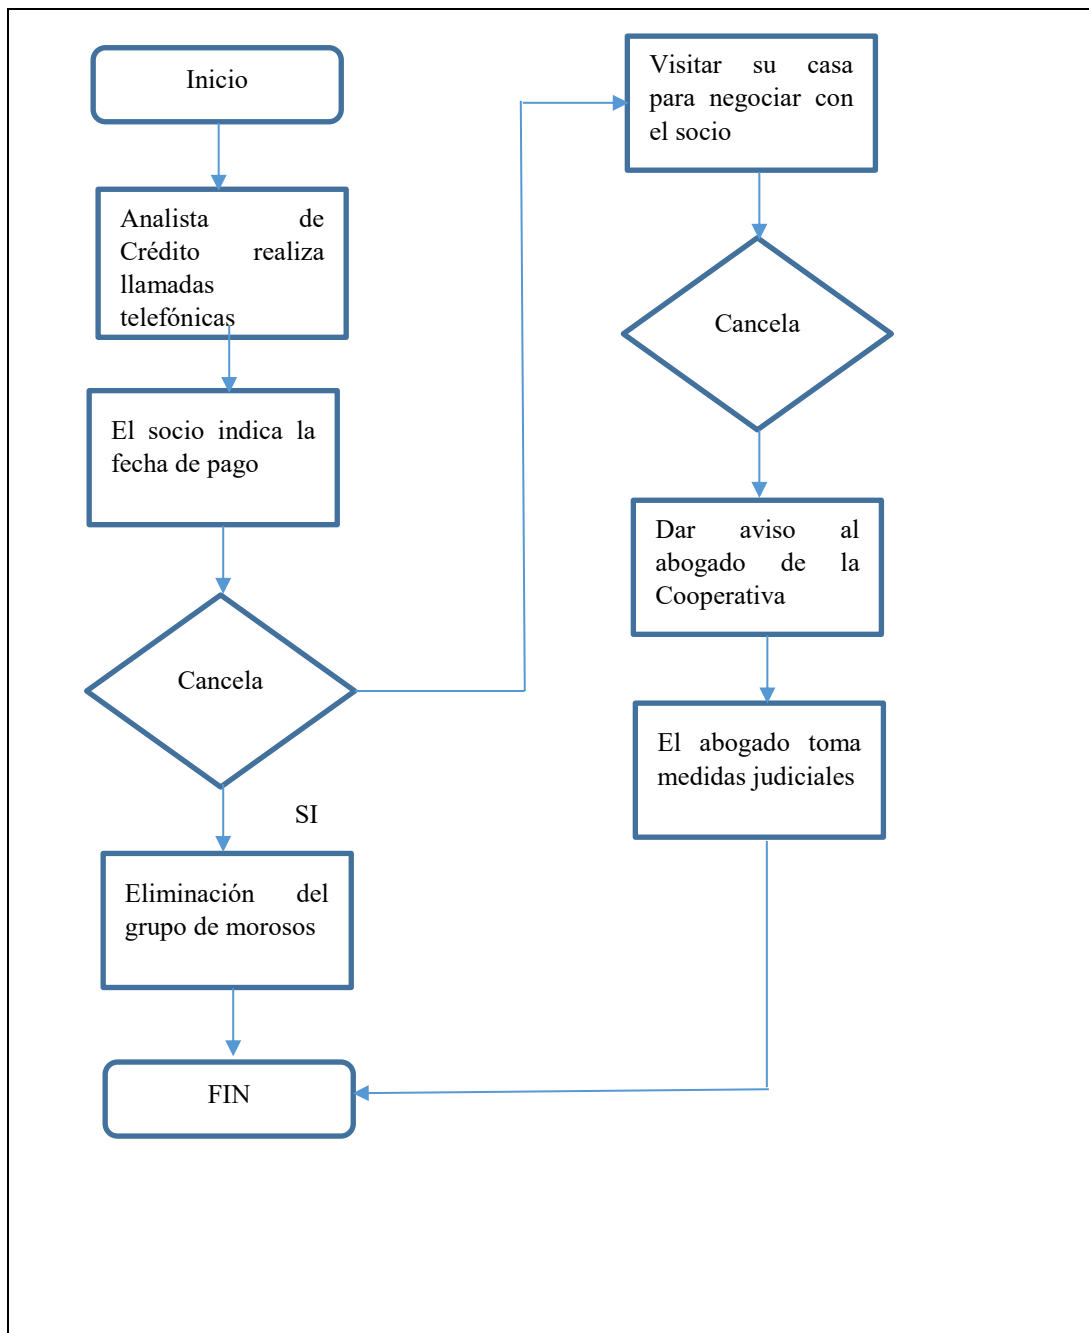 Inicio
Analista de
Crédito realiza
llamadas
telefónicas
El socio indica la
fecha de pago
Cancela
SI
Eliminación del
grupo de morosos
FIN
Visitar su casa
para negociar con
el socio
Cancela
Dar aviso al
abogado de la
Cooperativa
El abogado toma
medidas judiciales